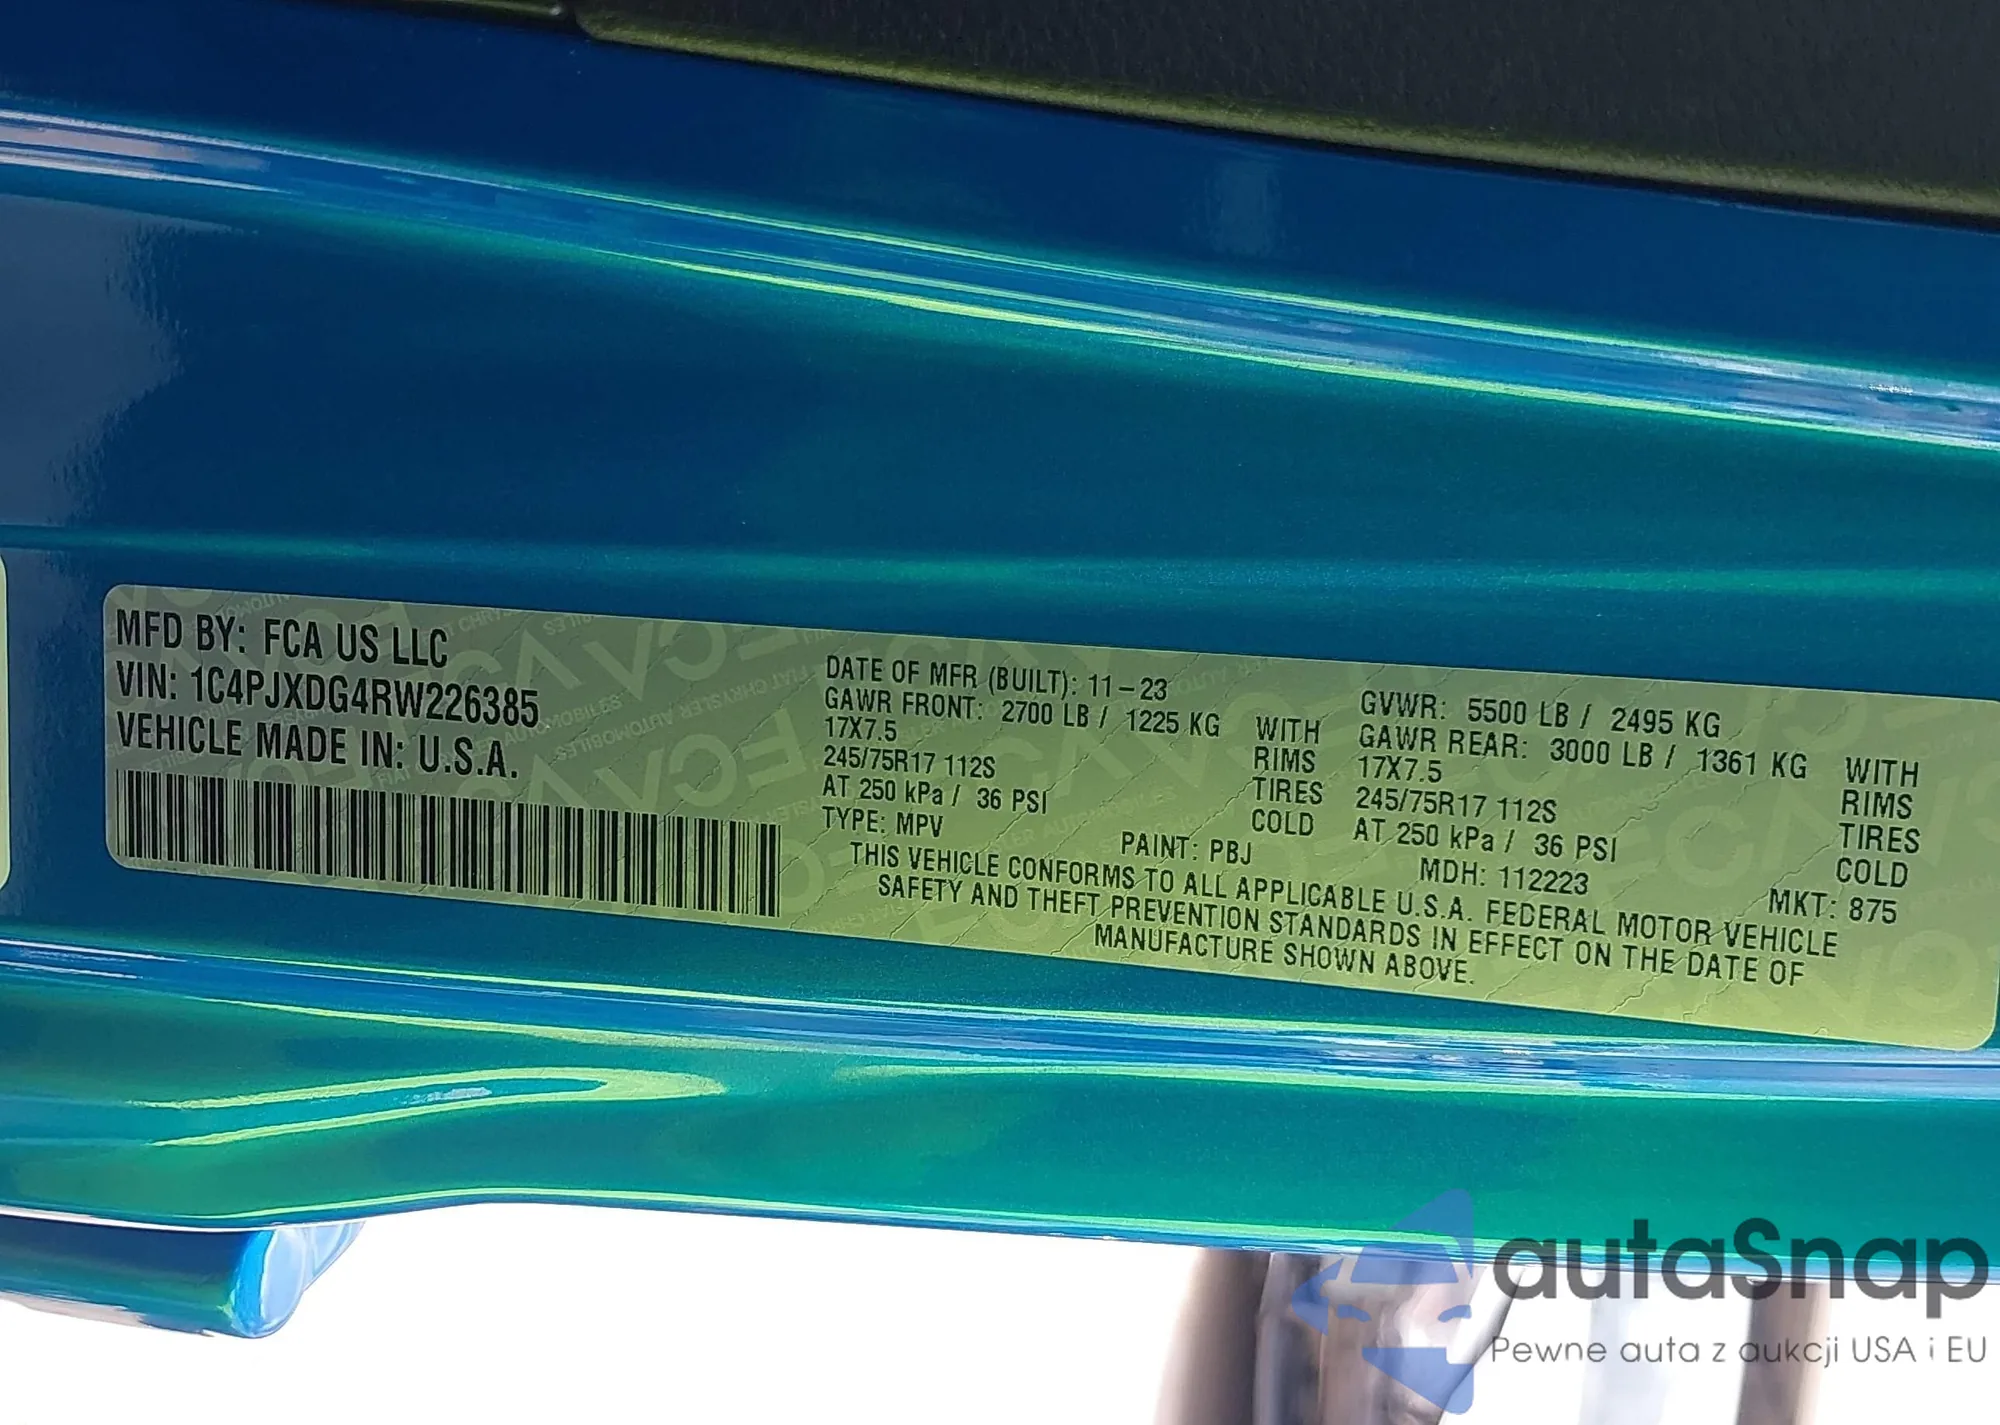 MFD BY: FCA US LLC
VIN: 1C4PJXDG4RW226385
VEHICLE MADE IN: U.S.A.
DATE OF MFR (BUILT): 11-23
GAWR FRONT: 2700 LB / 1225 KG WITH
17X7.5 RIMS
245/75R17 112S TIRES
AT 250 kPa / 36 PSI COLD
TYPE: MPV
GVWR: 5500 LB / 2495 KG
GAWR REAR: 3000 LB / 1361 KG WITH
17X7.5 RIMS
245/75R17 112S TIRES
AT 250 kPa / 36 PSI COLD
PAINT: PBJ MDH: 112223 MKT: 875
THIS VEHICLE CONFORMS TO ALL APPLICABLE U.S.A. FEDERAL MOTOR VEHICLE
SAFETY AND THEFT PREVENTION STANDARDS IN EFFECT ON THE DATE OF
MANUFACTURE SHOWN ABOVE.
autaSnap
Pewne auta z aukcji USA i EU